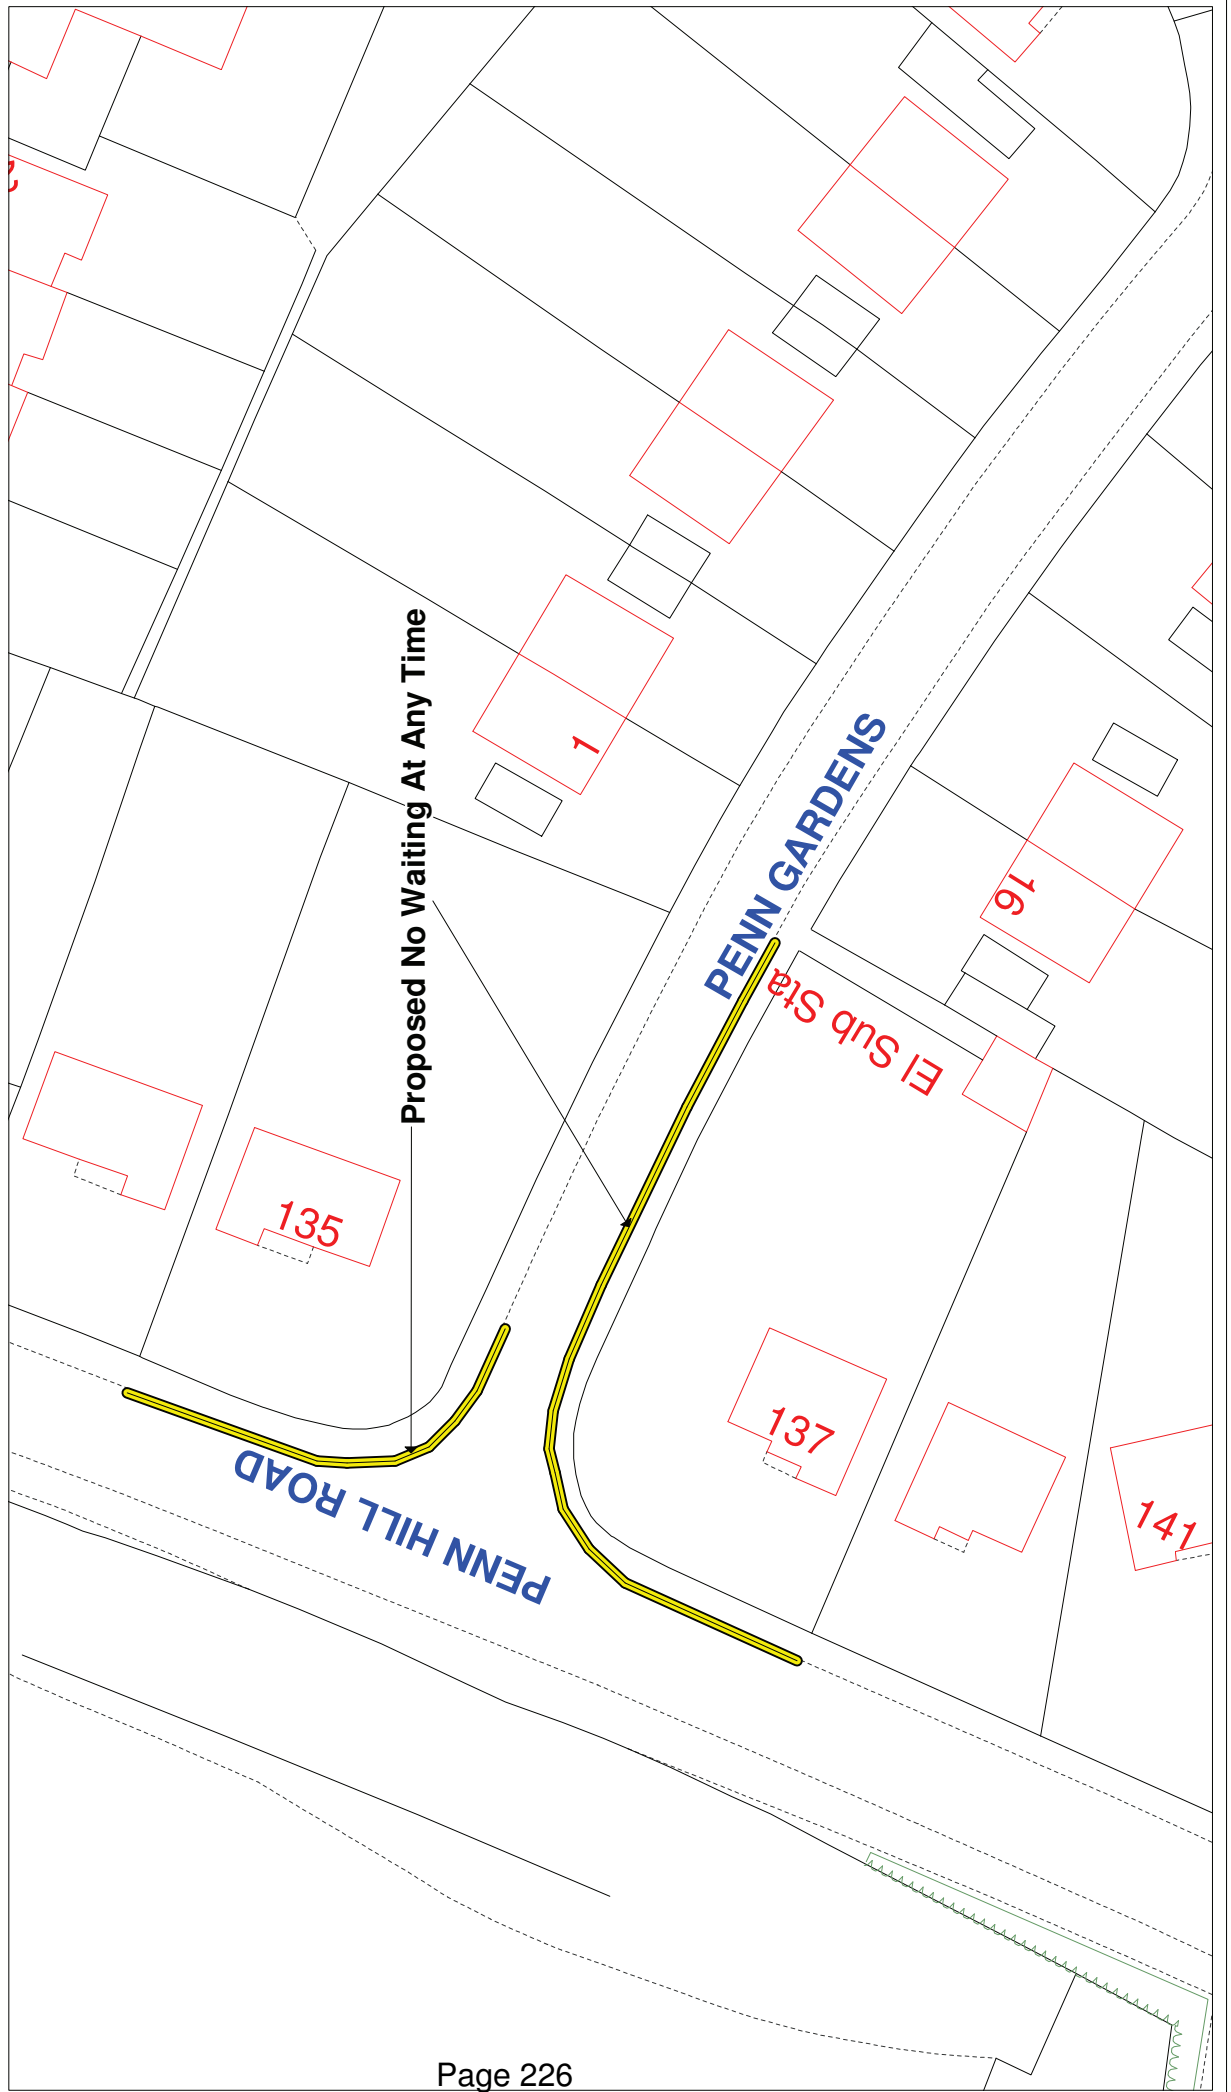 Proposed No Waiting At Any Time
PENN GARDENS
1
16
El Sub Sta
135
137
141
PENN HILL ROAD
Page 226